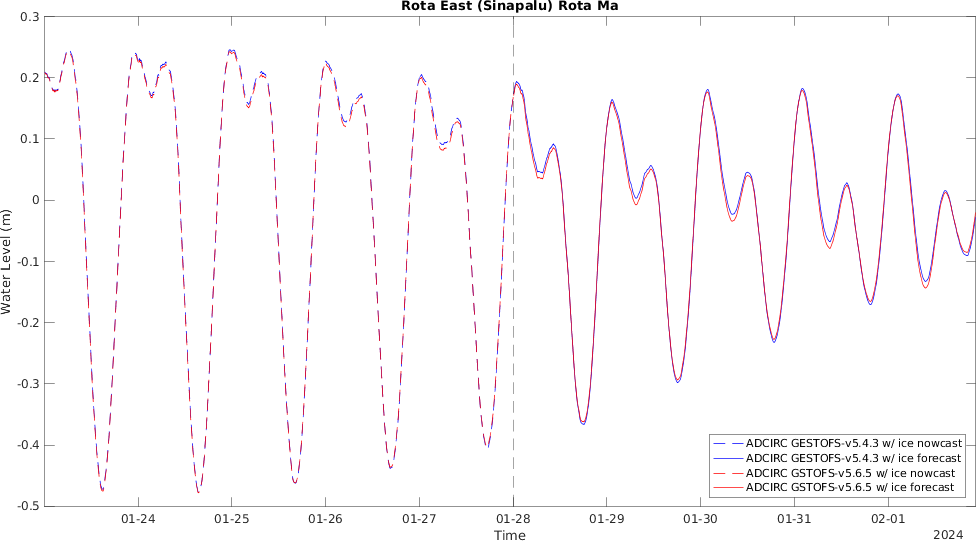 Rota East (Sinapalu) Rota Ma
0.3
0.2
0.1
0
-0.1
-0.2
-0.3
-0.4
-0.5
Water Level (m)
ADCIRC GESTOFS-v5.4.3 w/ ice nowcast
ADCIRC GESTOFS-v5.4.3 w/ ice forecast
ADCIRC GSTOFS-v5.6.5 w/ ice nowcast
ADCIRC GSTOFS-v5.6.5 w/ ice forecast
01-24 01-25 01-26 01-27 01-28 01-29 01-30 01-31 02-01
Time
2024